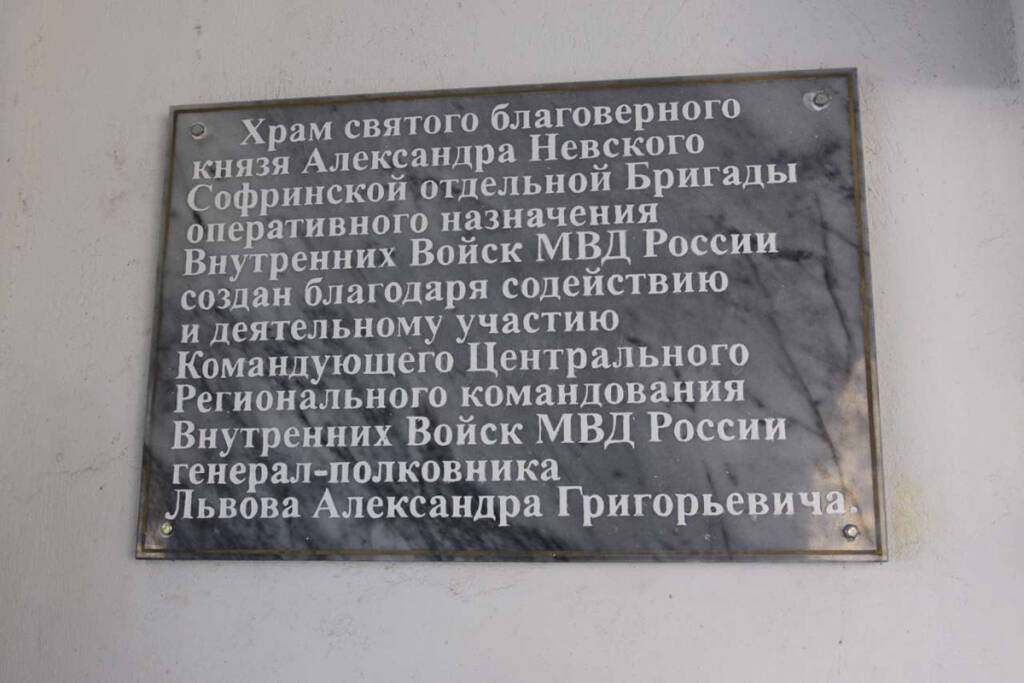 Храм святого благоверного
князя Александра Невского
Софринской отдельной Бригады
оперативного назначения
Внутренних Войск МВД России
создан благодаря содействию
и деятельному участию
Командующего Центрального
Регионального командования
Внутренних Войск МВД России
генерал-полковника
Львова Александра Григорьевича.